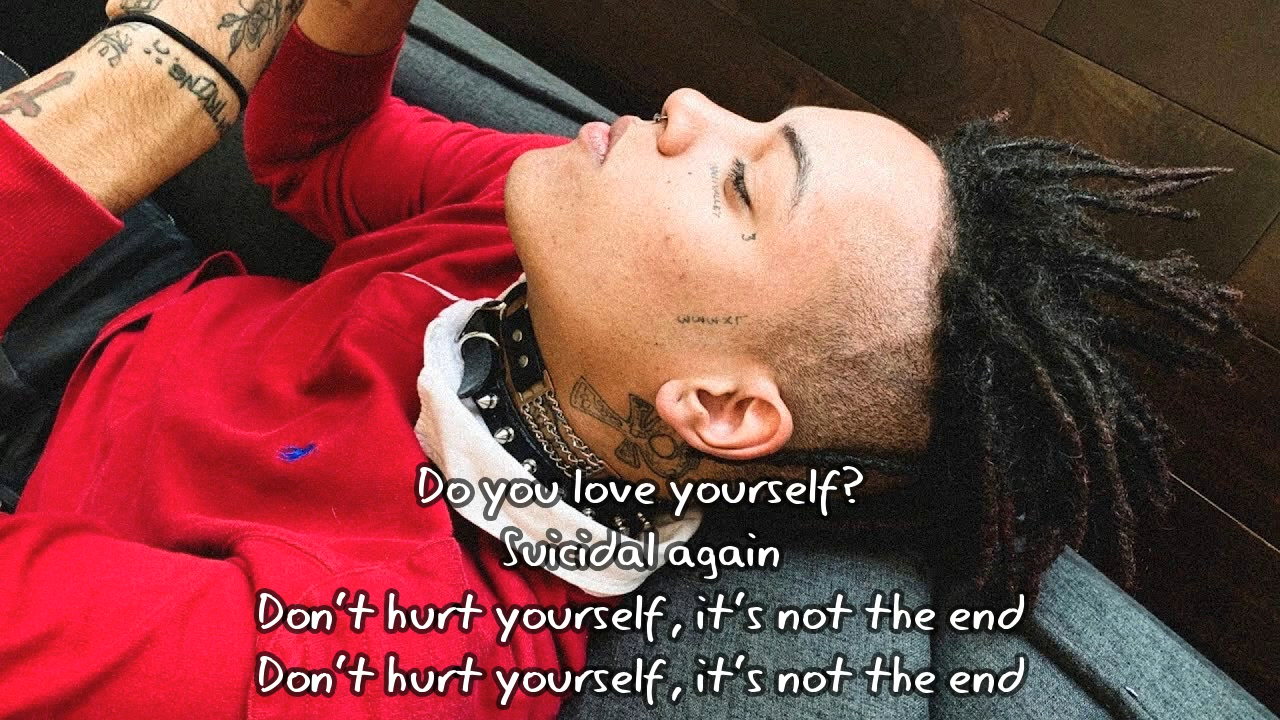 Do you love yourself?
Suicidal again
Don't hurt yourself, it's not the end
Don't hurt yourself, it's not the end